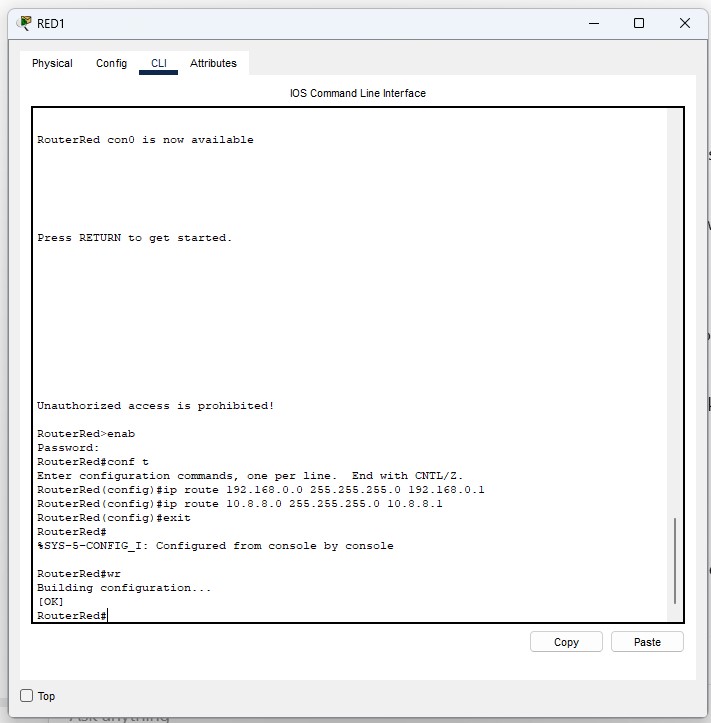 RED1
Physical Config CLI Attributes
IOS Command Line Interface
RouterRed con0 is now available
Press RETURN to get started.
Unauthorized access is prohibited!
RouterRed>enab
Password:
RouterRed#conf t
Enter configuration commands, one per line.  End with CNTL/Z.
RouterRed(config)#ip route 192.168.0.0 255.255.255.0 192.168.0.1
RouterRed(config)#ip route 10.8.8.0 255.255.255.0 10.8.8.1
RouterRed(config)#exit
RouterRed#
%SYS-5-CONFIG_I: Configured from console by console
RouterRed#wr
Building configuration...
[OK]
RouterRed#
Copy Paste
Top
Ask anything